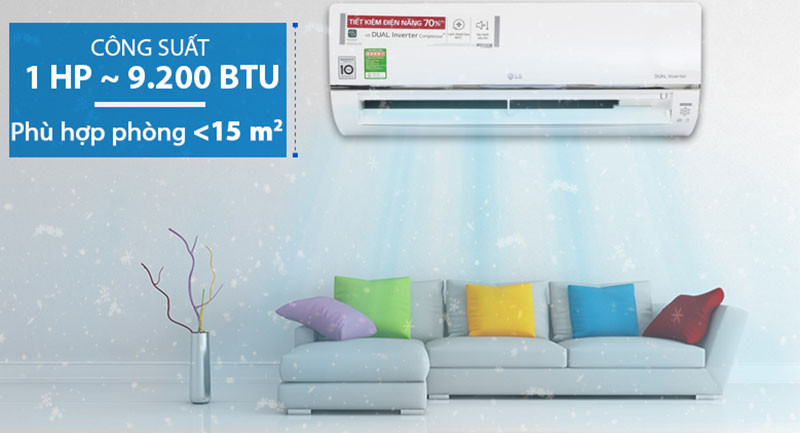 CÔNG SUẤT
1 HP ~ 9.200 BTU
Phù hợp phòng <15 m²
TIẾT KIỆM ĐIỆN NĂNG 70%
DUAL Inverter Compressor
10
LG
DUAL Inverter